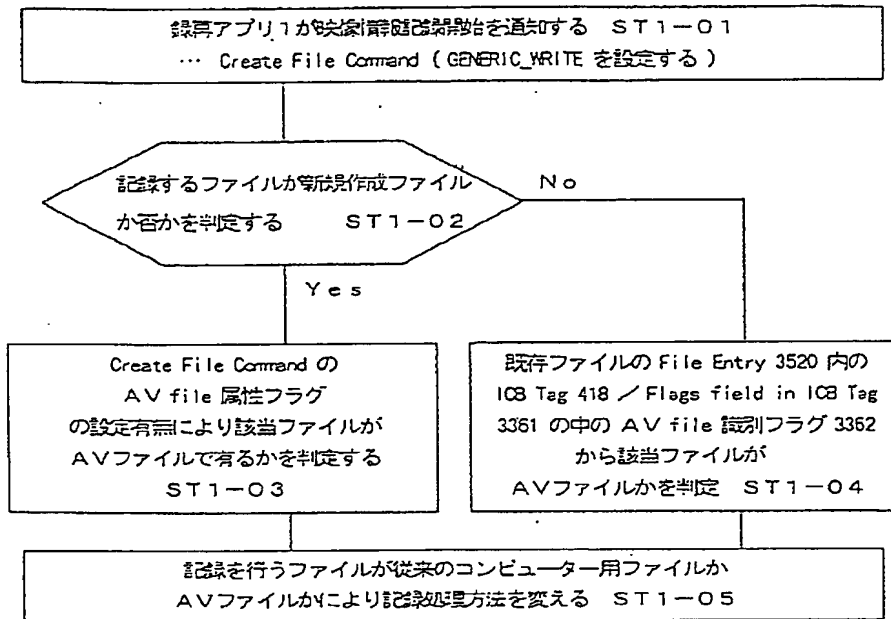 録再アプリ1が映像情報録画開始を通知する ST1-01
… Create File Command ( GENERIC_WRITE を設定する )
記録するファイルが新規作成ファイル
か否かを判定する ST1-02
No
Yes
Create File Command の
AV file 属性フラグ
の設定有無により該当ファイルが
AVファイルで有るかを判定する
ST1-03
既存ファイルの File Entry 3520 内の
ICB Tag 418 / Flags field in ICB Tag
3361 の中の AV file 識別フラグ 3362
から該当ファイルが
AVファイルかを判定 ST1-04
記録を行うファイルが従来のコンピューター用ファイルか
AVファイルかにより記録処理方法を変える ST1-05